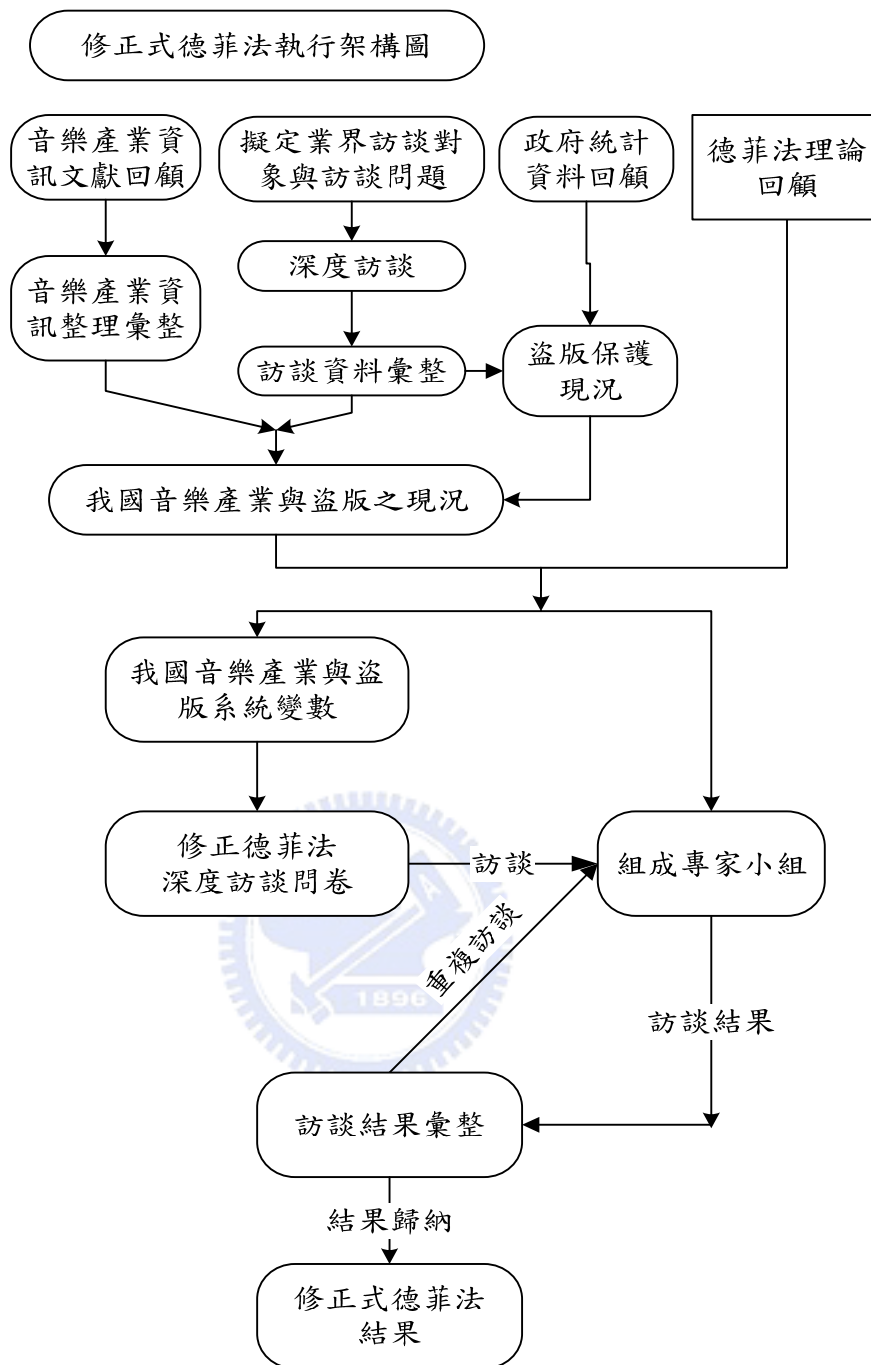 修正式德菲法執行架構圖
音樂產業資
訊文獻回顧
擬定業界訪談對
象與訪談問題
政府統計
資料回顧
德菲法理論
回顧
深度訪談
音樂產業資
訊整理彙整
訪談資料彙整
盜版保護
現況
我國音樂產業與盜版之現況
我國音樂產業與盜
版系統變數
修正德菲法
深度訪談問卷
訪談
組成專家小組
重複訪談
1896
訪談結果
訪談結果彙整
結果歸納
修正式德菲法
結果